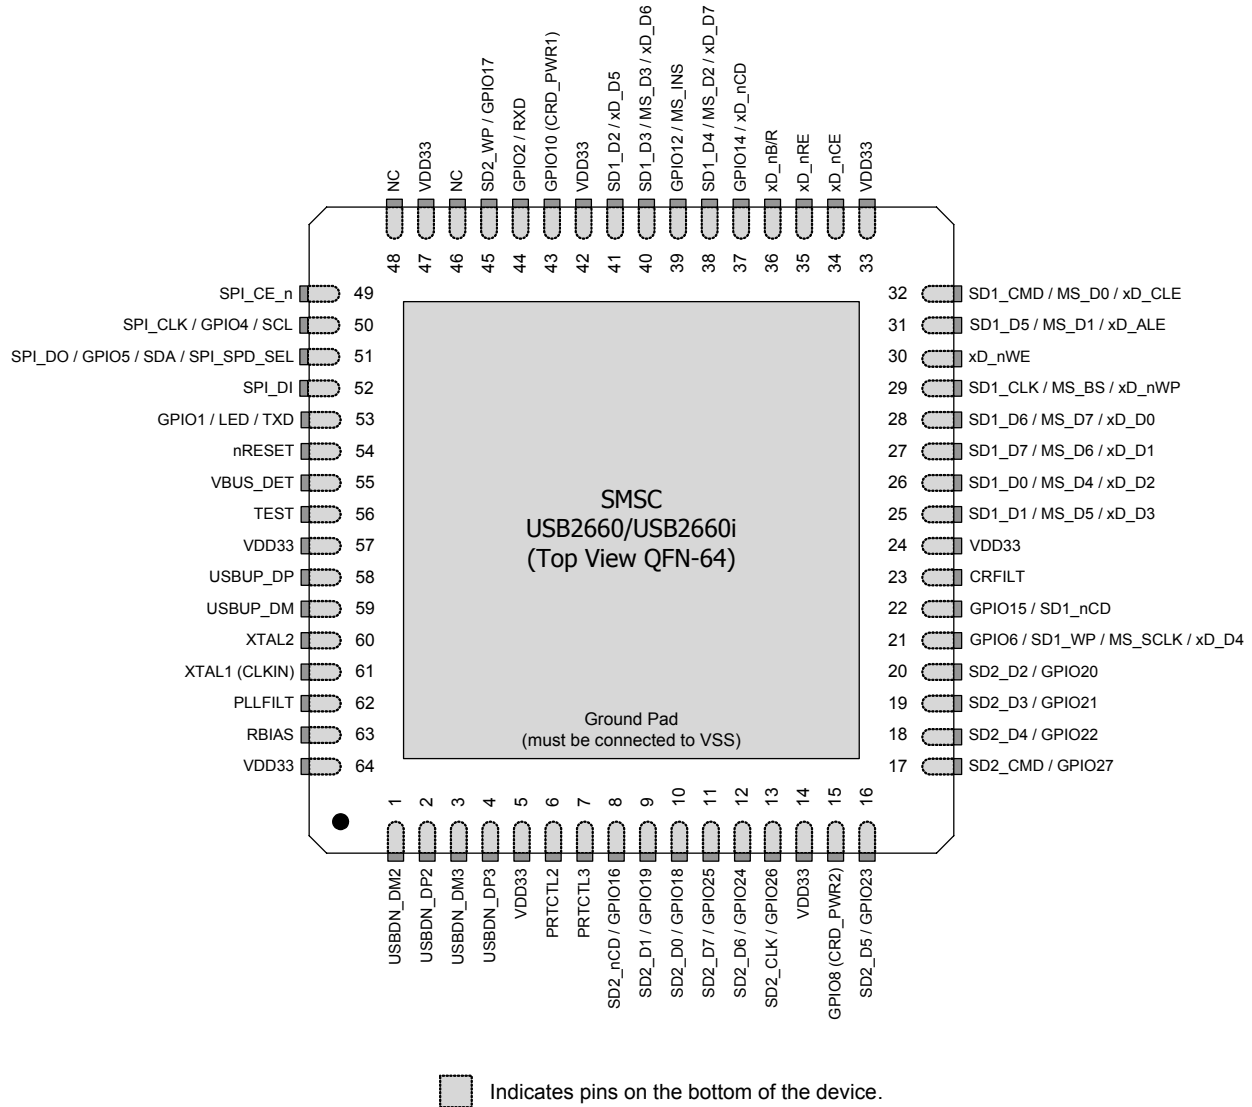 NC
VDD33
NC
SD2_WP / GPIO17
GPIO2 / RXD
GPIO10 (CRD_PWR1)
VDD33
SD1_D2 / xD_D5
SD1_D3 / MS_D3 / xD_D6
GPIO12 / MS_INS
SD1_D4 / MS_D2 / xD_D7
GPIO14 / xD_nCD
xD_nB/R
xD_nRE
xD_nCE
VDD33
48
47
46
45
44
43
42
41
40
39
38
37
36
35
34
33
SPI_CE_n 49
SPI_CLK / GPIO4 / SCL 50
SPI_DO / GPIO5 / SDA / SPI_SPD_SEL 51
SPI_DI 52
GPIO1 / LED / TXD 53
nRESET 54
VBUS_DET 55
TEST 56
VDD33 57
USBUP_DP 58
USBUP_DM 59
XTAL2 60
XTAL1 (CLKIN) 61
PLLFILT 62
RBIAS 63
VDD33 64
SMSC
USB2660/USB2660i
(Top View QFN-64)
Ground Pad
(must be connected to VSS)
32 SD1_CMD / MS_D0 / xD_CLE
31 SD1_D5 / MS_D1 / xD_ALE
30 xD_nWE
29 SD1_CLK / MS_BS / xD_nWP
28 SD1_D6 / MS_D7 / xD_D0
27 SD1_D7 / MS_D6 / xD_D1
26 SD1_D0 / MS_D4 / xD_D2
25 SD1_D1 / MS_D5 / xD_D3
24 VDD33
23 CRFILT
22 GPIO15 / SD1_nCD
21 GPIO6 / SD1_WP / MS_SCLK / xD_D4
20 SD2_D2 / GPIO20
19 SD2_D3 / GPIO21
18 SD2_D4 / GPIO22
17 SD2_CMD / GPIO27
1
2
3
4
5
6
7
8
9
10
11
12
13
14
15
16
USBDN_DM2
USBDN_DP2
USBDN_DM3
USBDN_DP3
VDD33
PRTCTL2
PRTCTL3
SD2_nCD / GPIO16
SD2_D1 / GPIO19
SD2_D0 / GPIO18
SD2_D7 / GPIO25
SD2_D6 / GPIO24
SD2_CLK / GPIO26
VDD33
GPIO8 (CRD_PWR2)
SD2_D5 / GPIO23
Indicates pins on the bottom of the device.